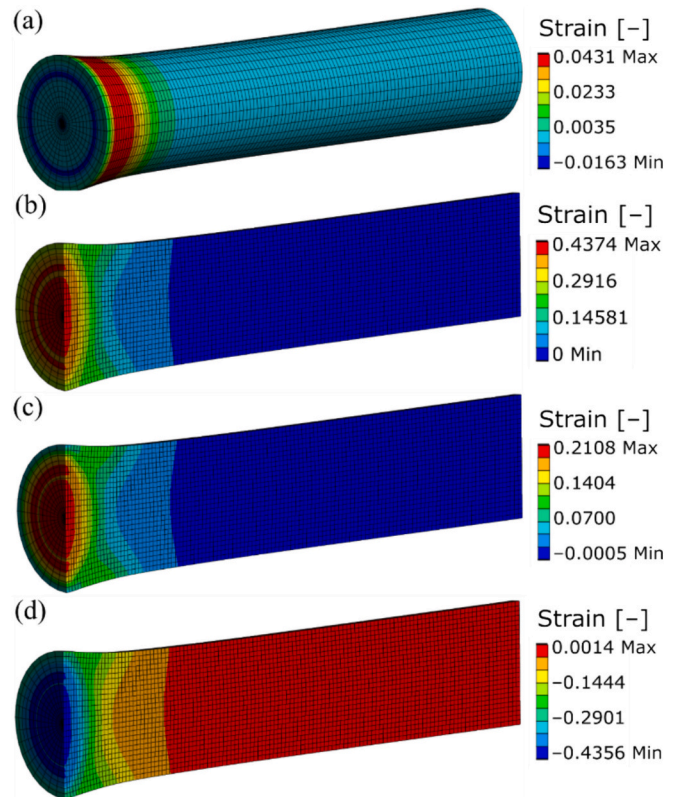 (a)
Strain [–]
0.0431 Max
0.0233
0.0035
–0.0163 Min
(b)
Strain [–]
0.4374 Max
0.2916
0.14581
0 Min
(c)
Strain [–]
0.2108 Max
0.1404
0.0700
–0.0005 Min
(d)
Strain [–]
0.0014 Max
–0.1444
–0.2901
–0.4356 Min